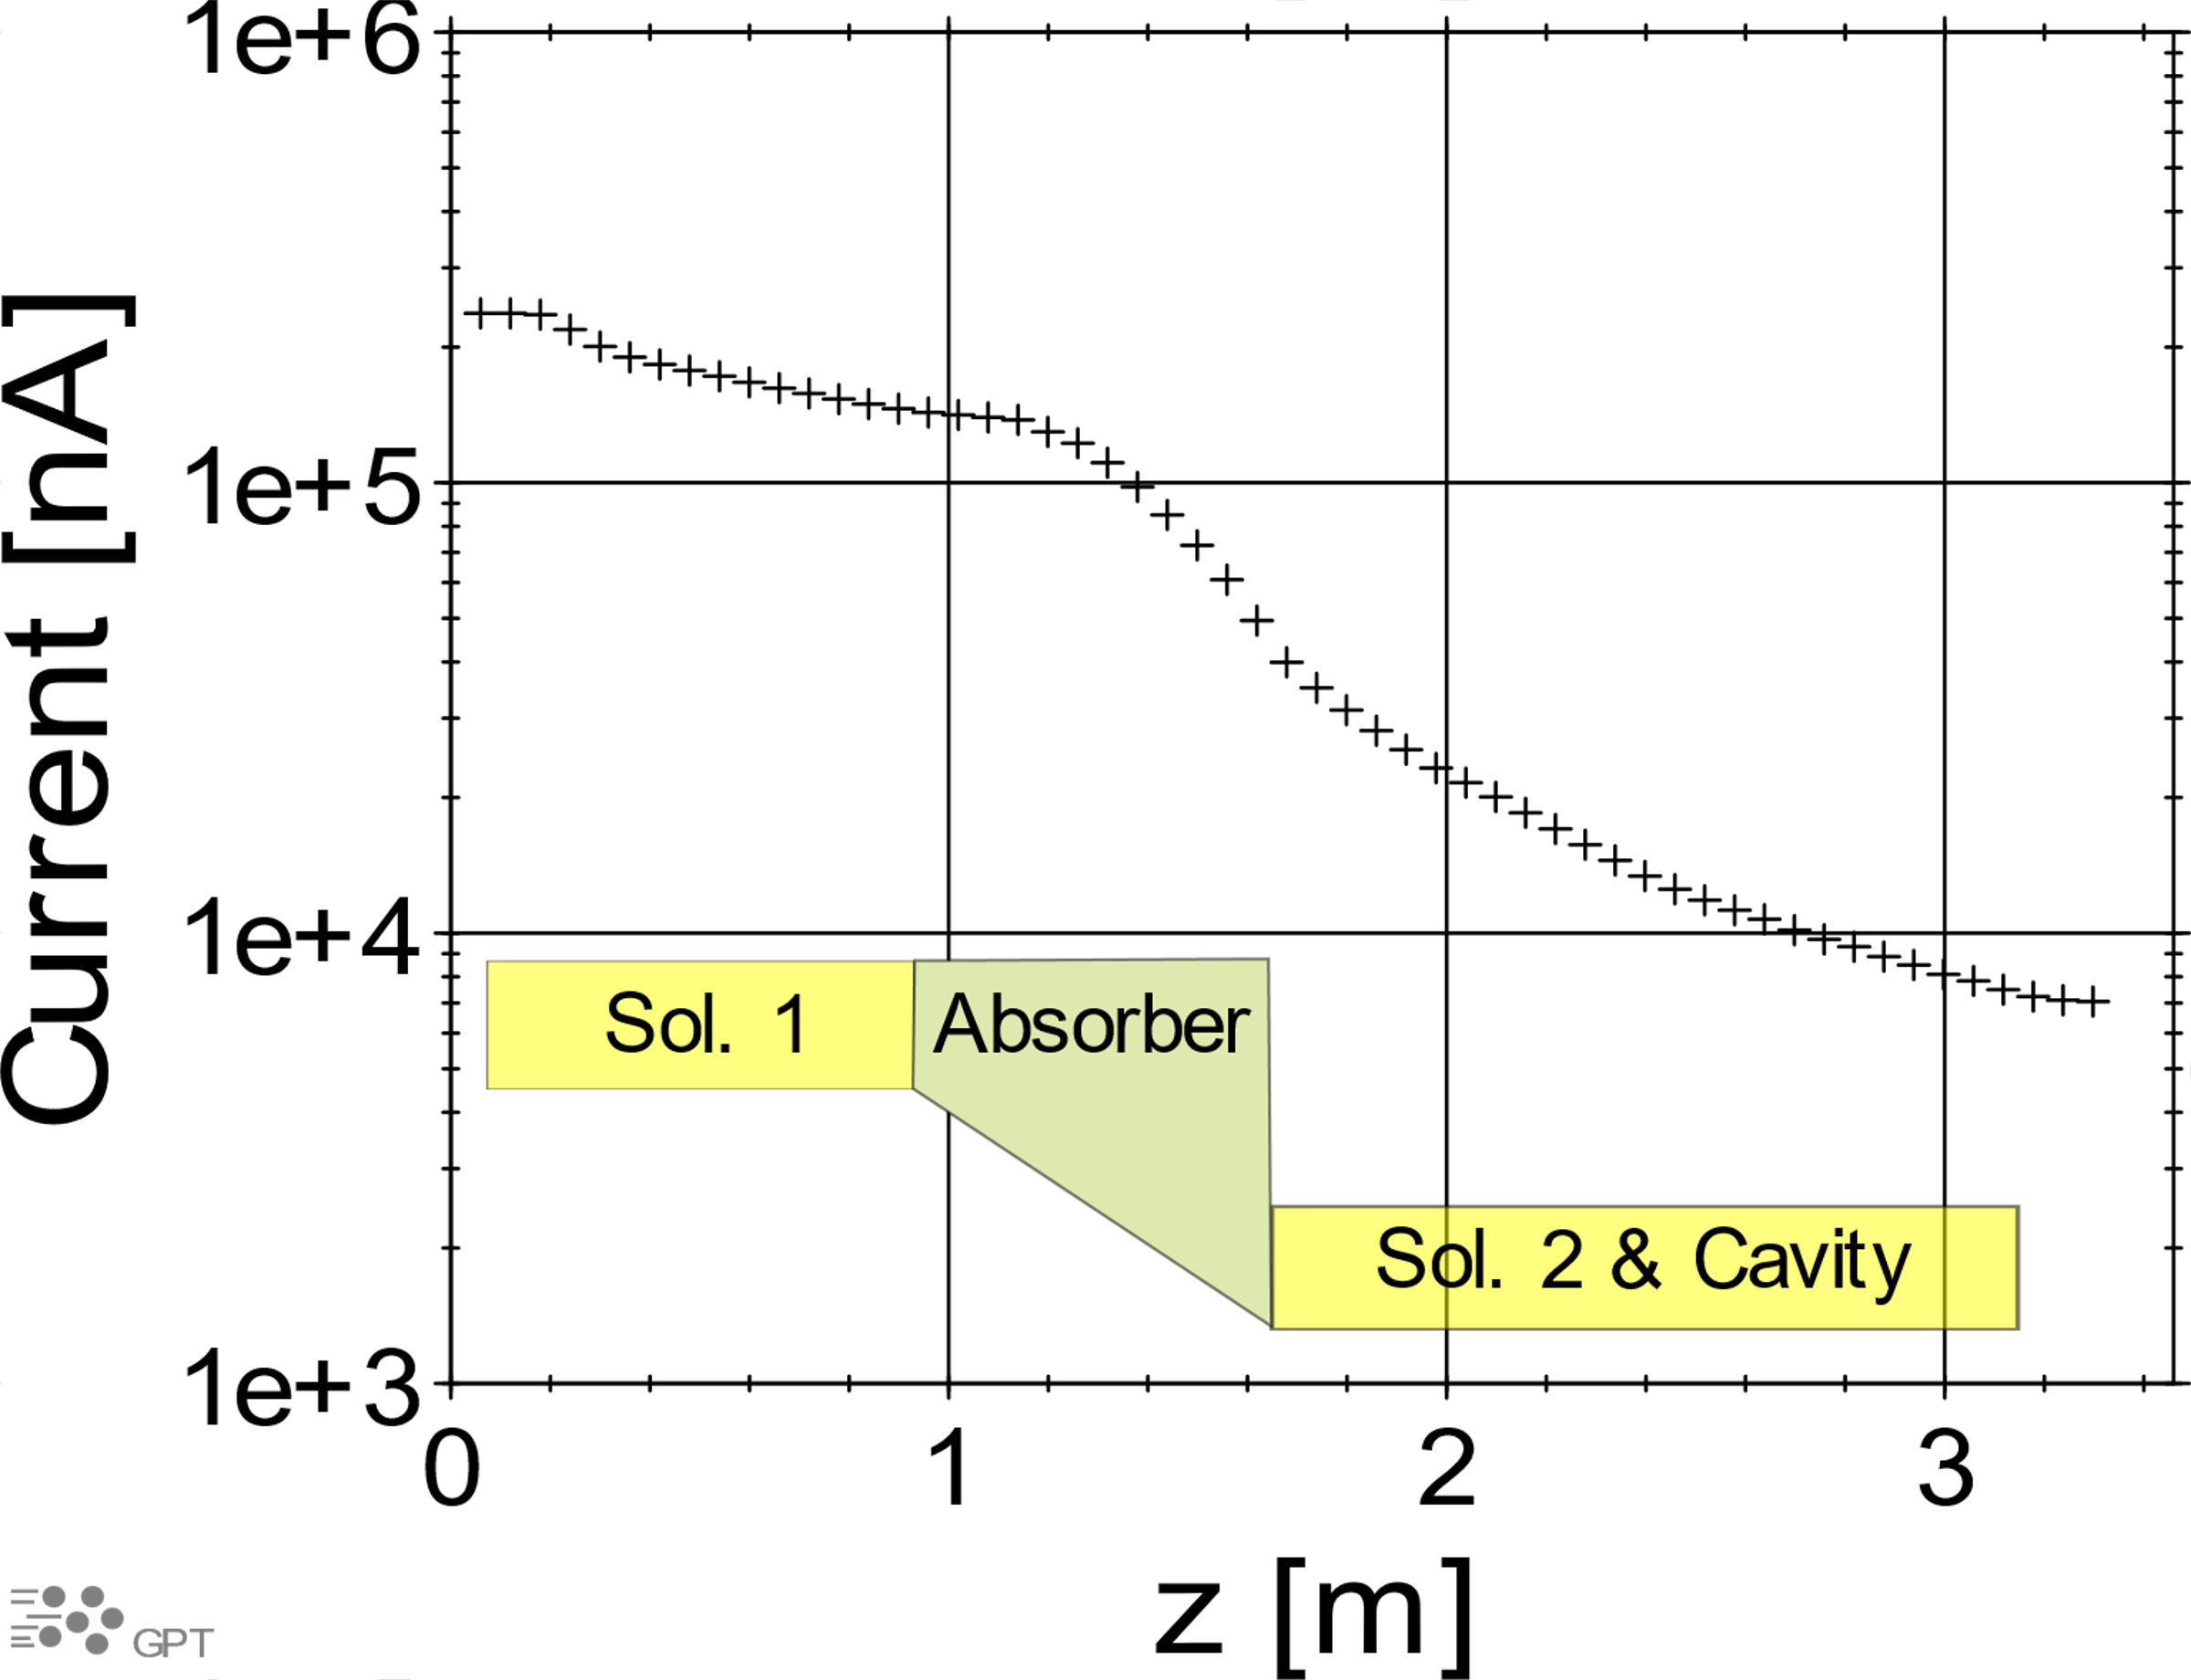 1e+6
1e+5
1e+4
1e+3
Current [nA]
Sol. 1
Absorber
Sol. 2 & Cavity
0 1 2 3
z [m]
GPT